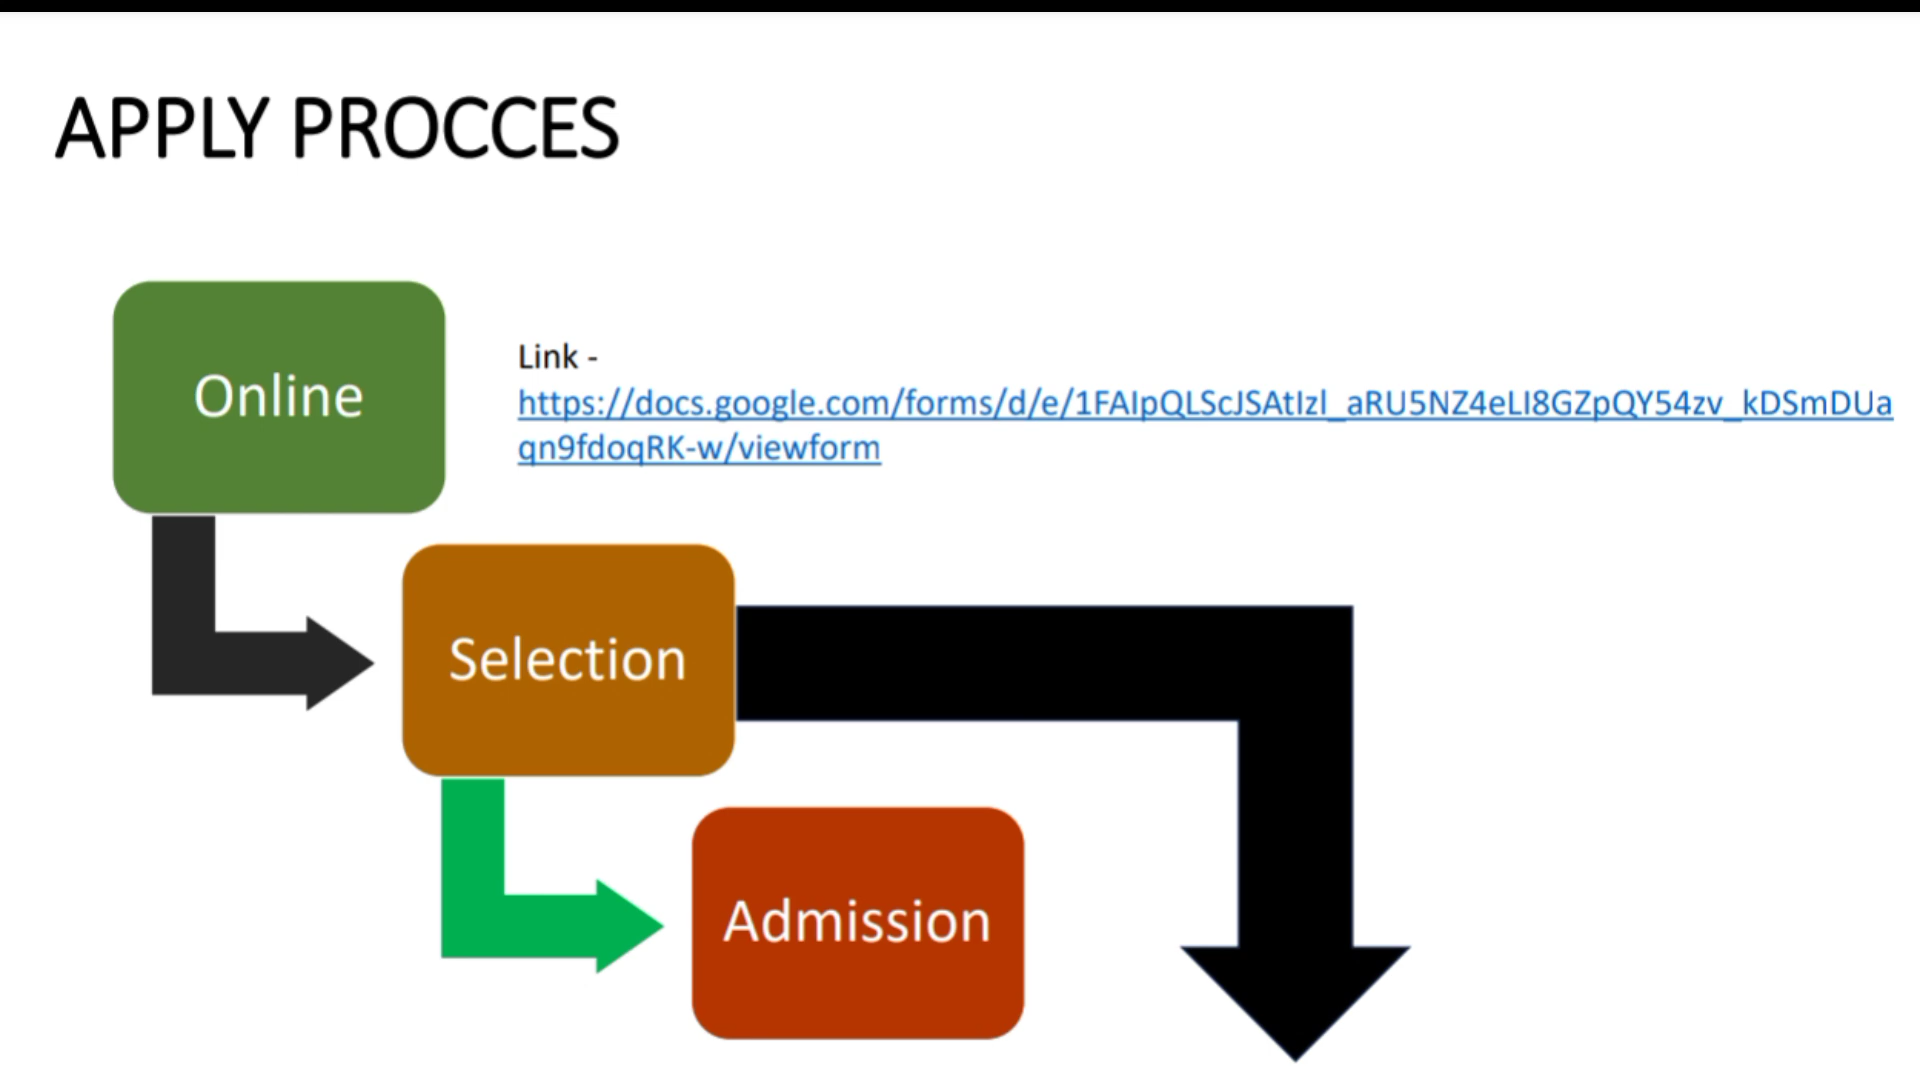 APPLY PROCCES
Online
Link -
https://docs.google.com/forms/d/e/1FAIpQLScJSAtIzl_aRU5NZ4eLI8GZpQY54zv_kDSmDUa
qn9fdoqRK-w/viewform
Selection
Admission